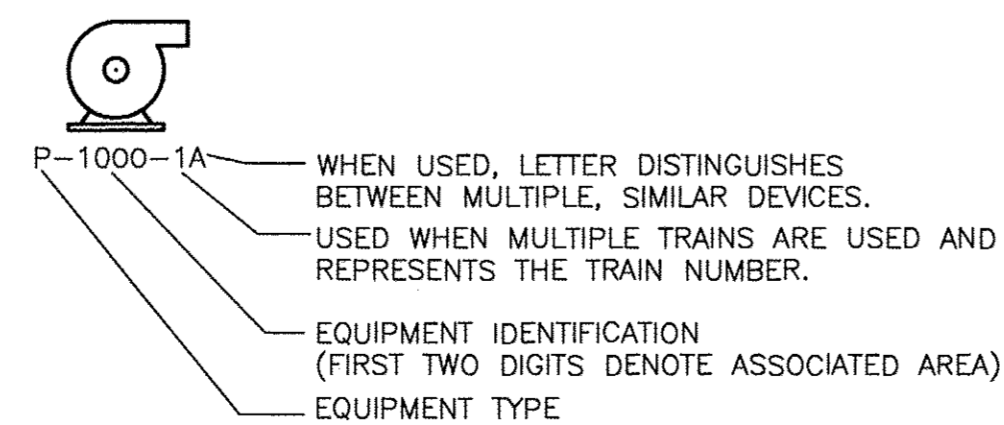 P-1000-1A
WHEN USED, LETTER DISTINGUISHES
BETWEEN MULTIPLE, SIMILAR DEVICES.
USED WHEN MULTIPLE TRAINS ARE USED AND
REPRESENTS THE TRAIN NUMBER.
EQUIPMENT IDENTIFICATION
(FIRST TWO DIGITS DENOTE ASSOCIATED AREA)
EQUIPMENT TYPE